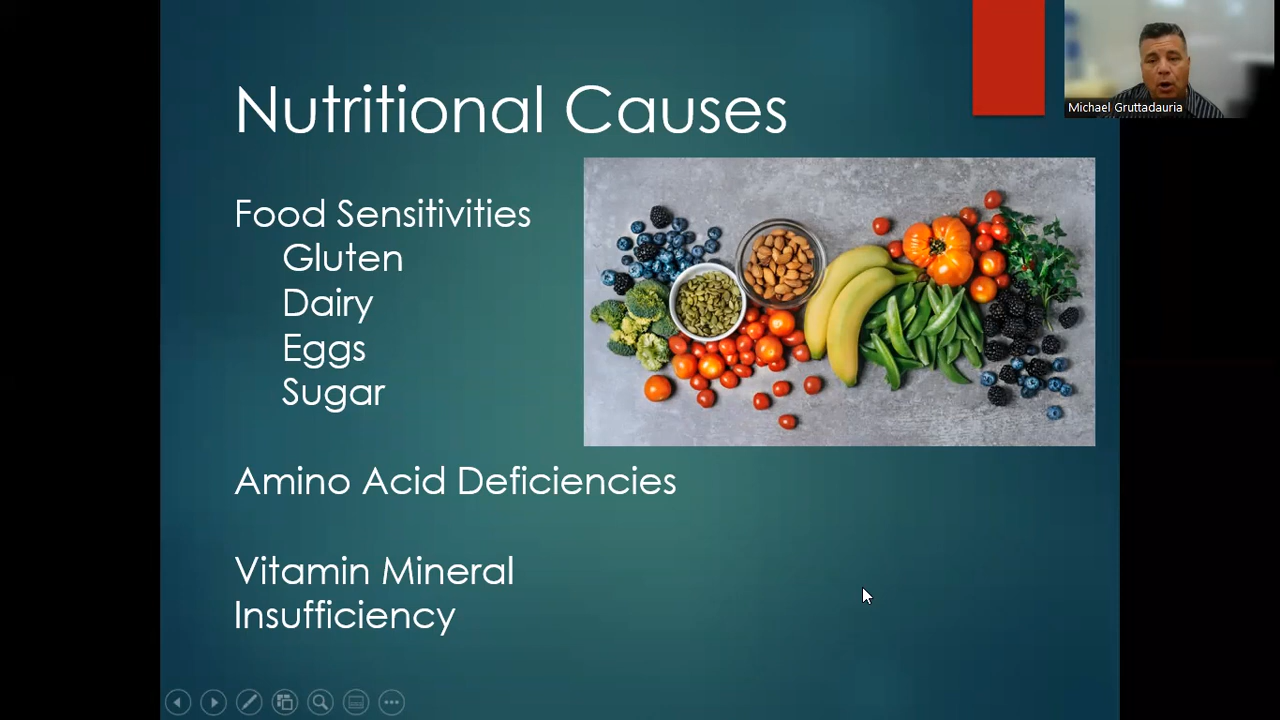 Nutritional Causes
Michael Gruttadauria
Food Sensitivities
Gluten
Dairy
Eggs
Sugar
Amino Acid Deficiencies
Vitamin Mineral
Insufficiency